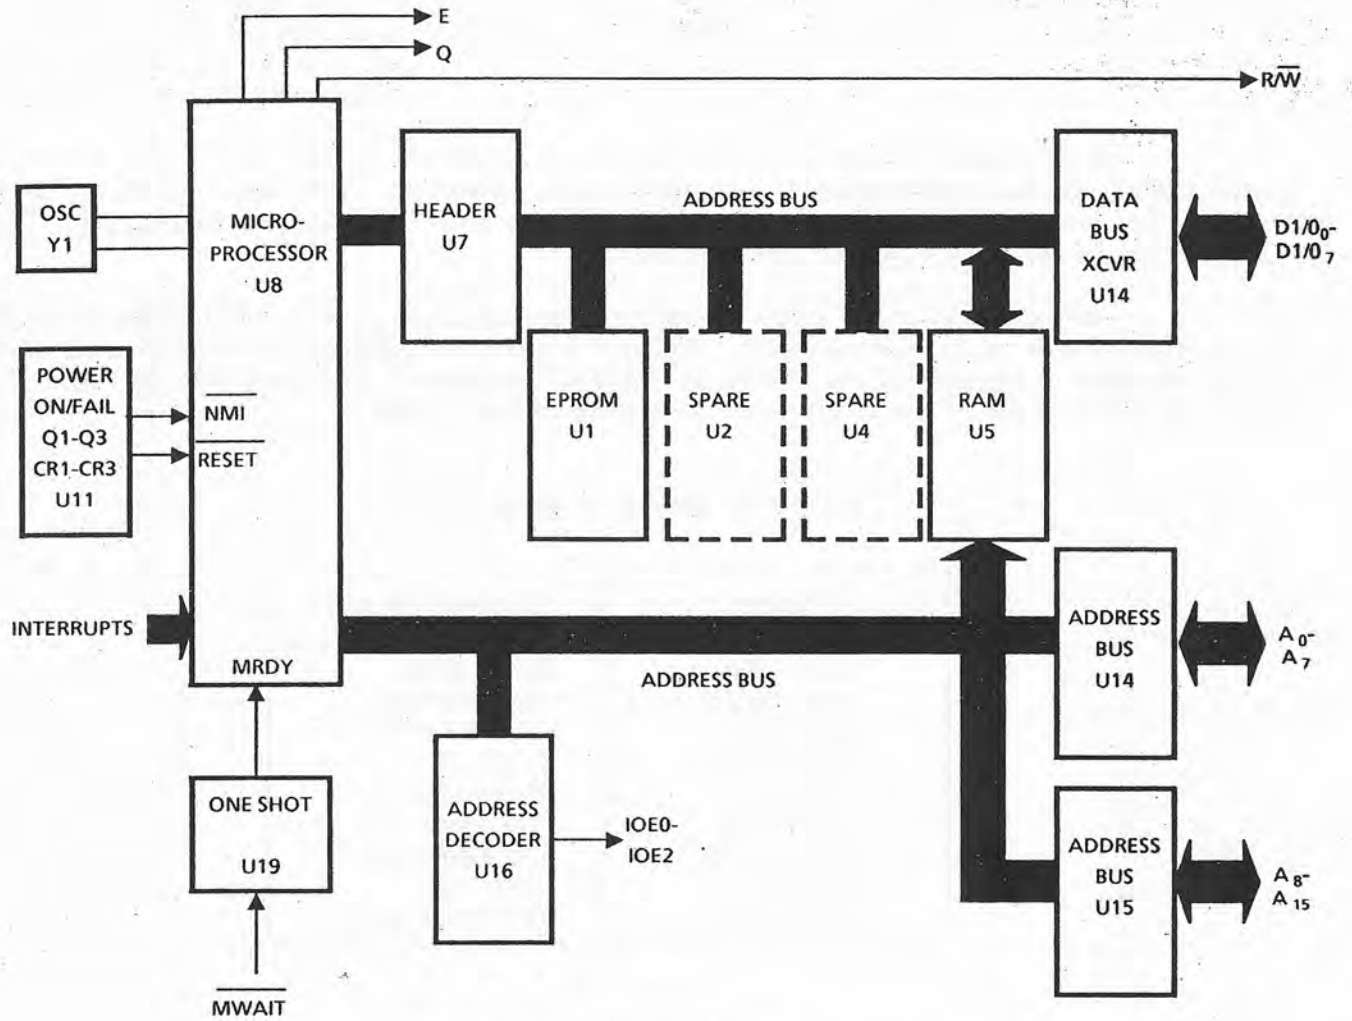 E
Q
R/W
OSC
Y1
MICRO-
PROCESSOR
U8
HEADER
U7
ADDRESS BUS
DATA
BUS
XCVR
U14
D1/0₀-
D1/0₇
POWER
ON/FAIL
Q1-Q3
CR1-CR3
U11
NMI
RESET
EPROM
U1
SPARE
U2
SPARE
U4
RAM
U5
INTERRUPTS
MRDY
ADDRESS BUS
ADDRESS
BUS
U14
A₀-
A₇
ONE SHOT
U19
ADDRESS
DECODER
U16
IOE0-
IOE2
ADDRESS
BUS
U15
A₈-
A₁₅
MWAIT